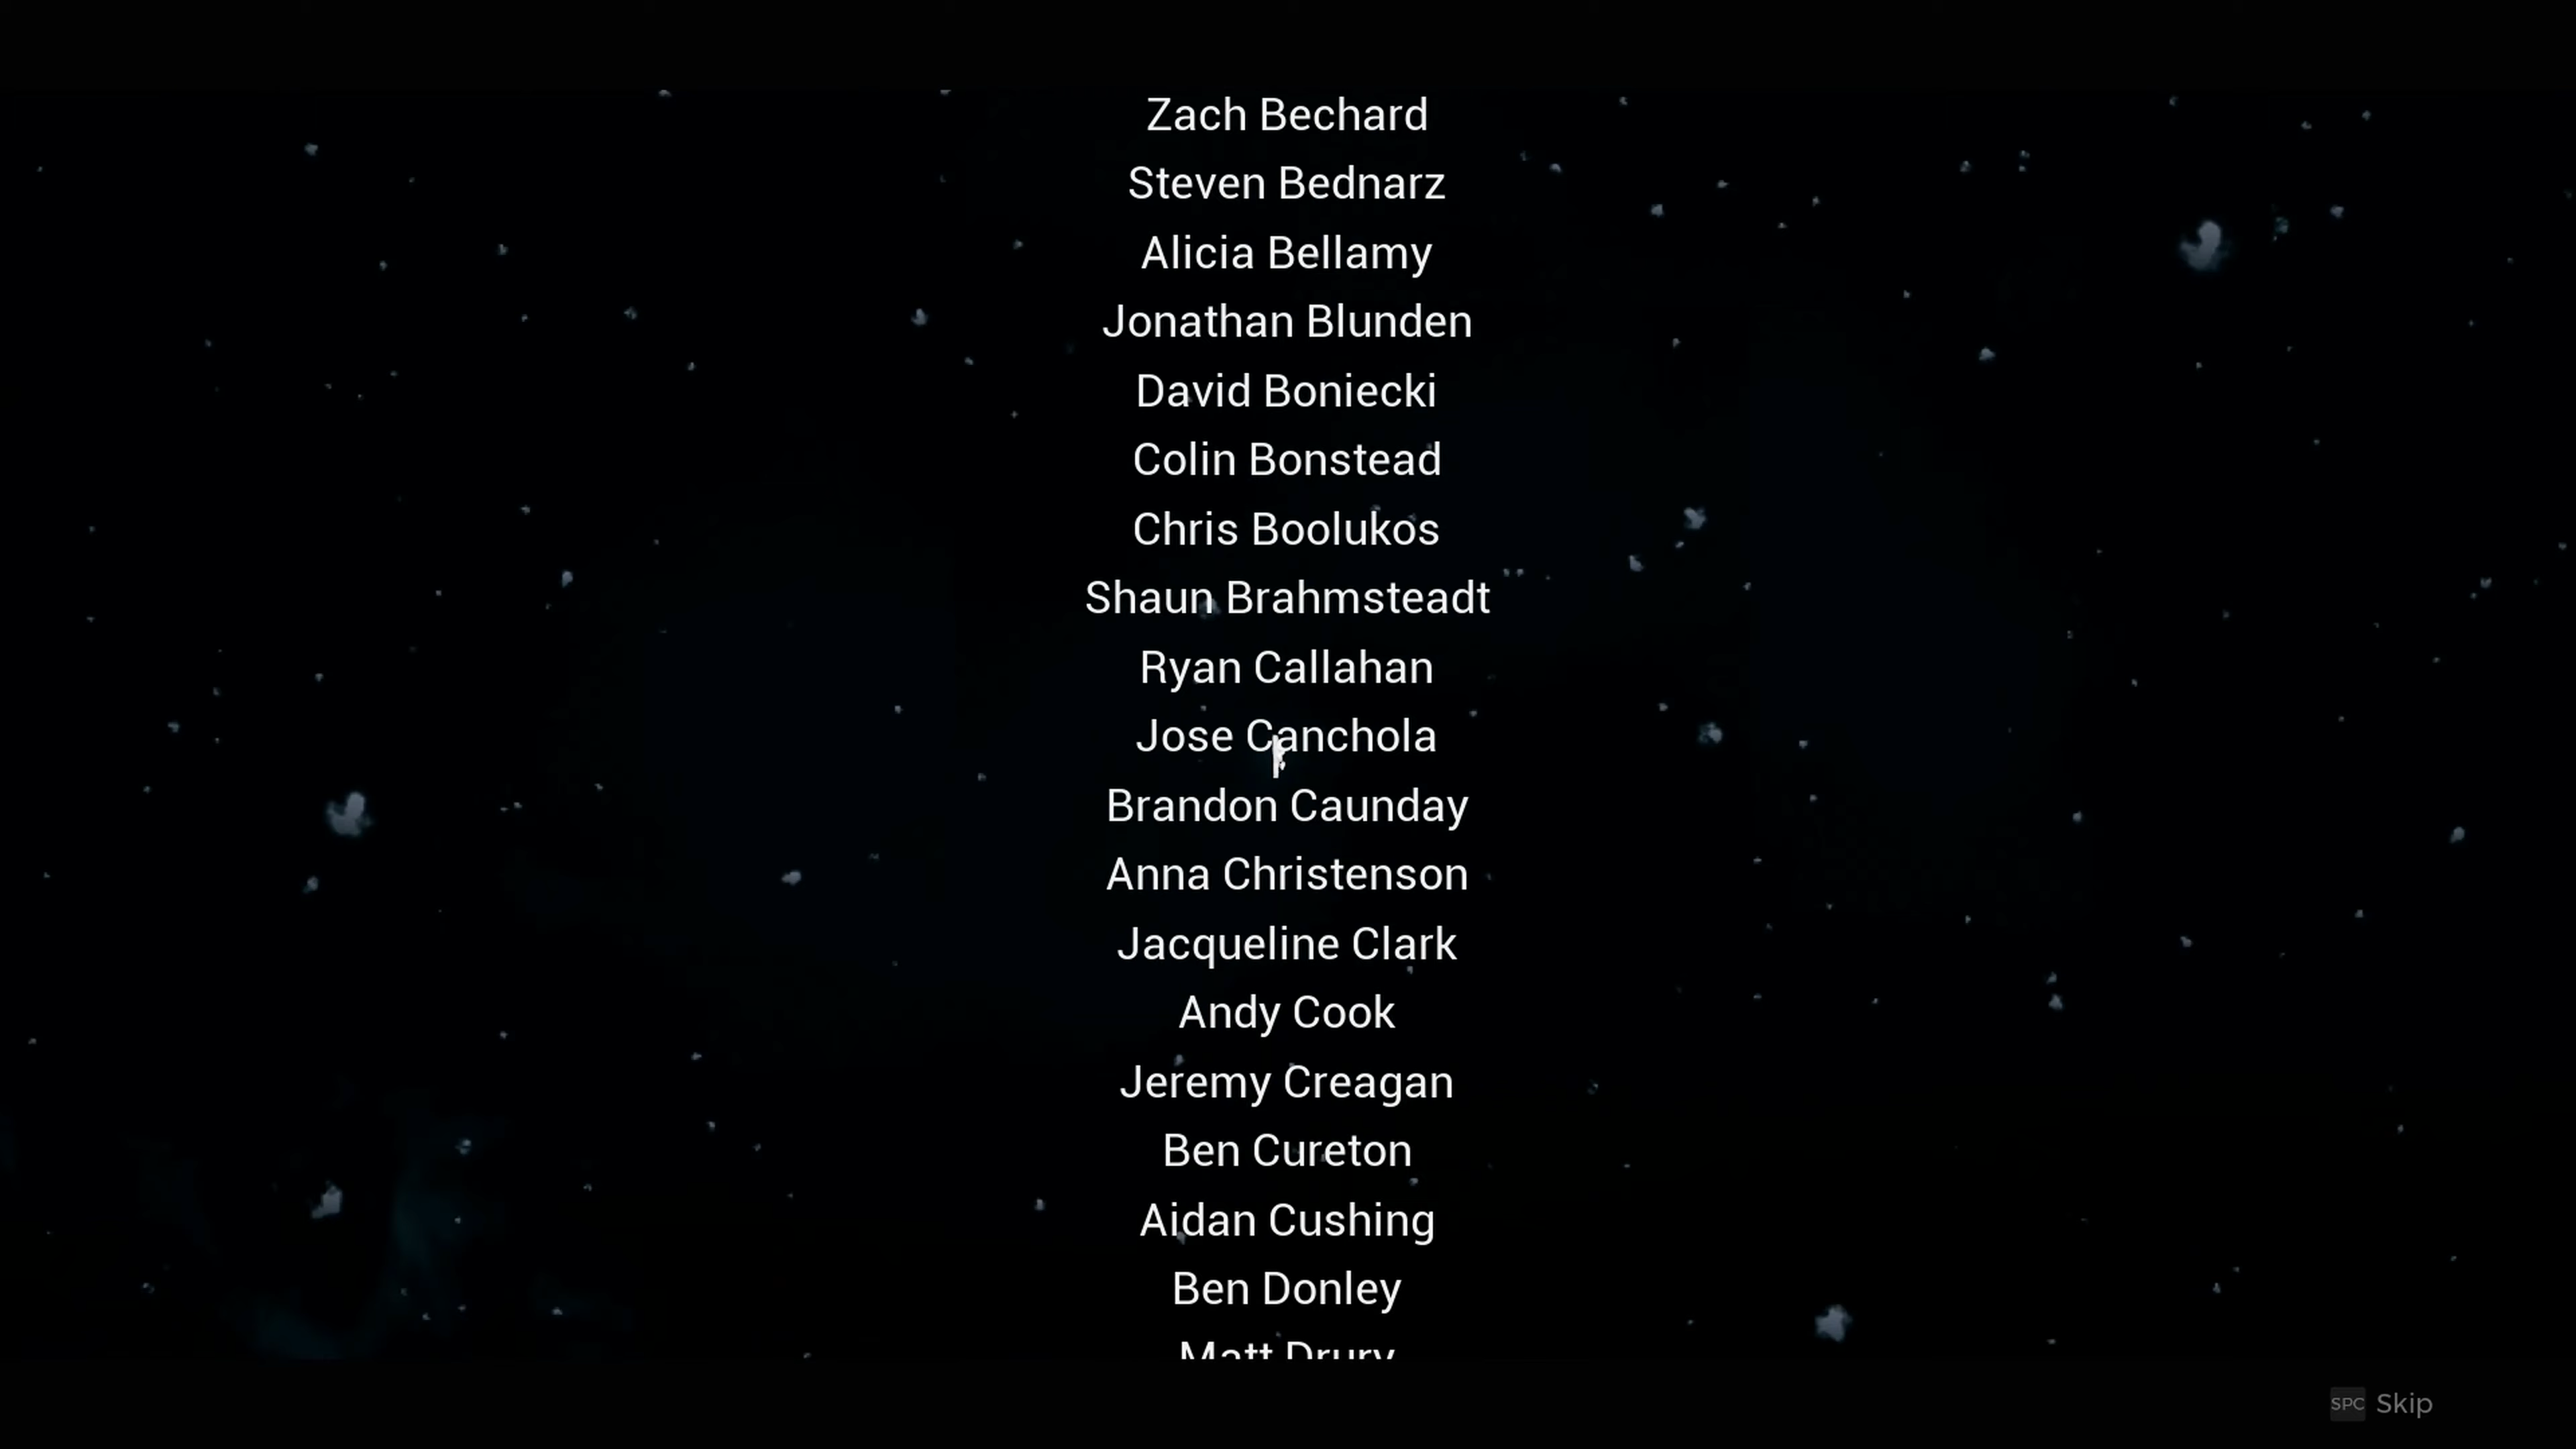 Zach Bechard
Steven Bednarz
Alicia Bellamy
Jonathan Blunden
David Boniecki
Colin Bonstead
Chris Boolukos
Shaun Brahmsteadt
Ryan Callahan
Jose Canchola
Brandon Caunday
Anna Christenson
Jacqueline Clark
Andy Cook
Jeremy Creagan
Ben Cureton
Aidan Cushing
Ben Donley
Matt Drury
SPC Skip